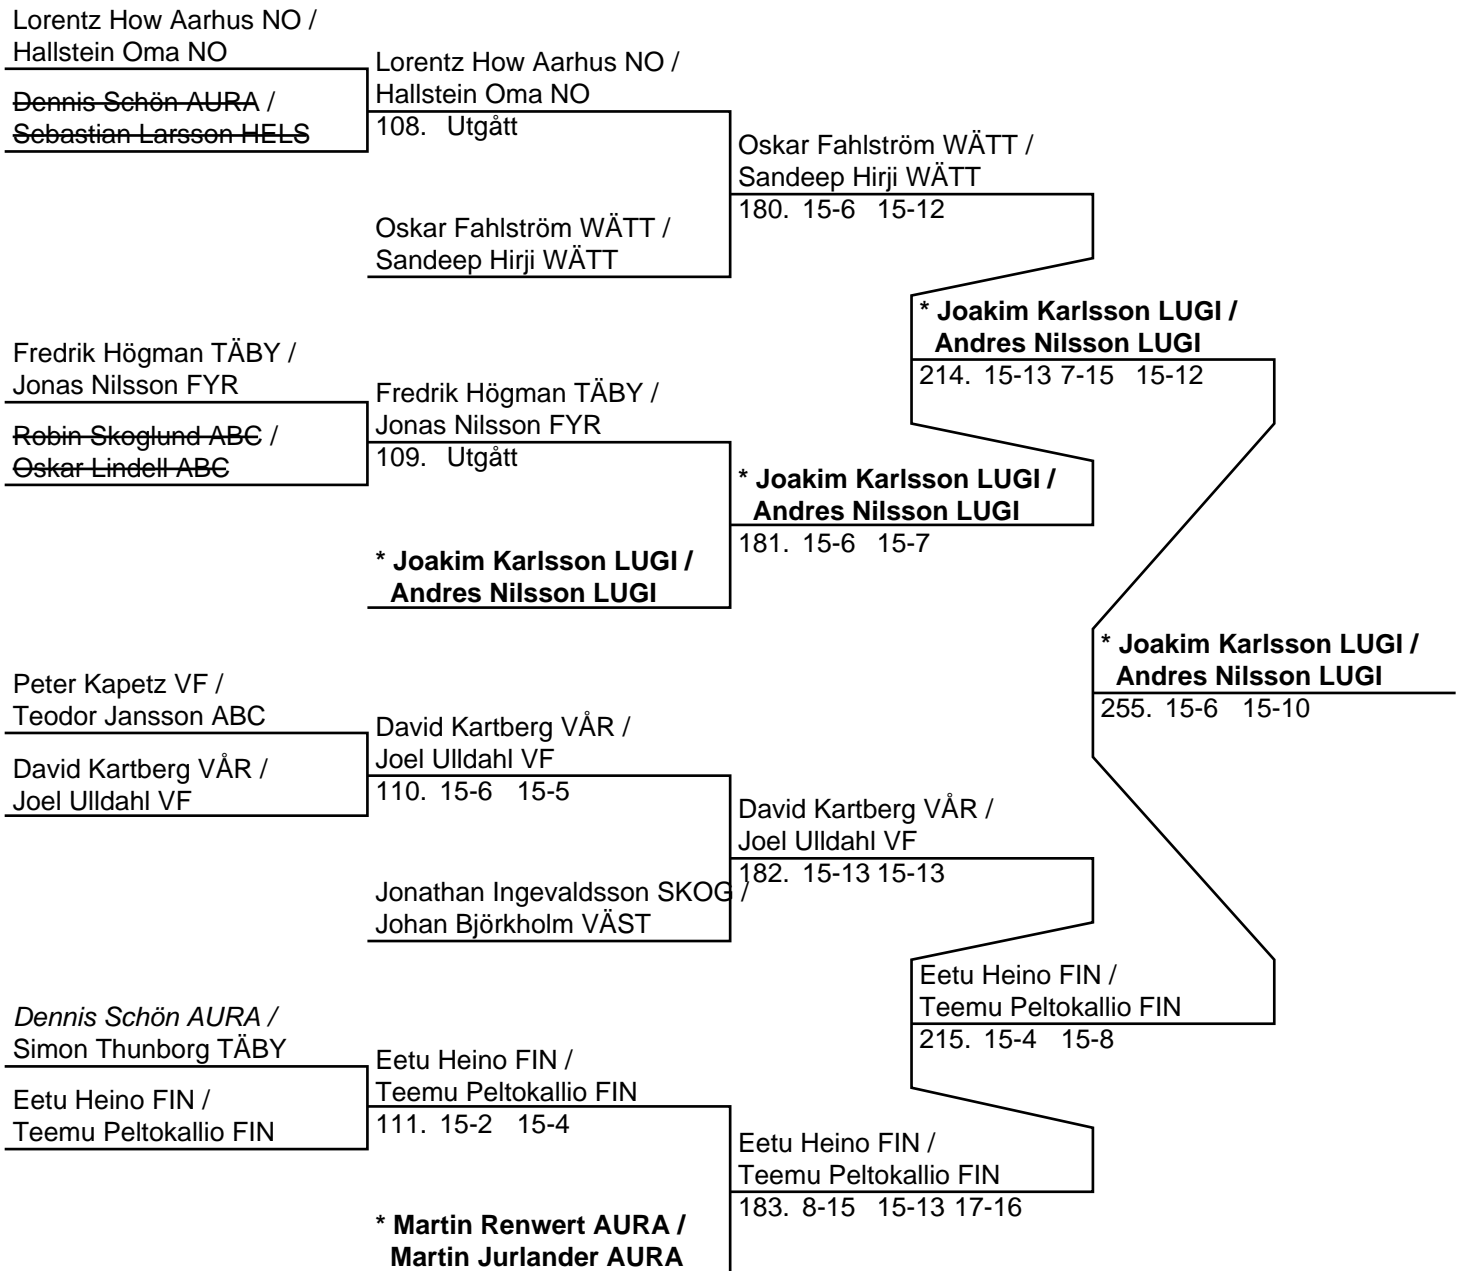 Lorentz How Aarhus NO /
Hallstein Oma NO
Dennis Schön AURA /
Sebastian Larsson HELS
Lorentz How Aarhus NO /
Hallstein Oma NO
108. Utgått
Oskar Fahlström WÄTT /
Sandeep Hirji WÄTT
Oskar Fahlström WÄTT /
Sandeep Hirji WÄTT
180. 15-6 15-12
Fredrik Högman TÄBY /
Jonas Nilsson FYR
Robin Skoglund ABC /
Oskar Lindell ABC
Fredrik Högman TÄBY /
Jonas Nilsson FYR
109. Utgått
* Joakim Karlsson LUGI /
Andres Nilsson LUGI
* Joakim Karlsson LUGI /
Andres Nilsson LUGI
181. 15-6 15-7
* Joakim Karlsson LUGI /
Andres Nilsson LUGI
214. 15-13 7-15 15-12
Peter Kapetz VF /
Teodor Jansson ABC
David Kartberg VÅR /
Joel Ulldahl VF
David Kartberg VÅR /
Joel Ulldahl VF
110. 15-6 15-5
Jonathan Ingevaldsson SKOG /
Johan Björkholm VÄST
David Kartberg VÅR /
Joel Ulldahl VF
182. 15-13 15-13
Dennis Schön AURA /
Simon Thunborg TÄBY
Eetu Heino FIN /
Teemu Peltokallio FIN
Eetu Heino FIN /
Teemu Peltokallio FIN
111. 15-2 15-4
* Martin Renwert AURA /
Martin Jurlander AURA
Eetu Heino FIN /
Teemu Peltokallio FIN
183. 8-15 15-13 17-16
Eetu Heino FIN /
Teemu Peltokallio FIN
215. 15-4 15-8
* Joakim Karlsson LUGI /
Andres Nilsson LUGI
255. 15-6 15-10